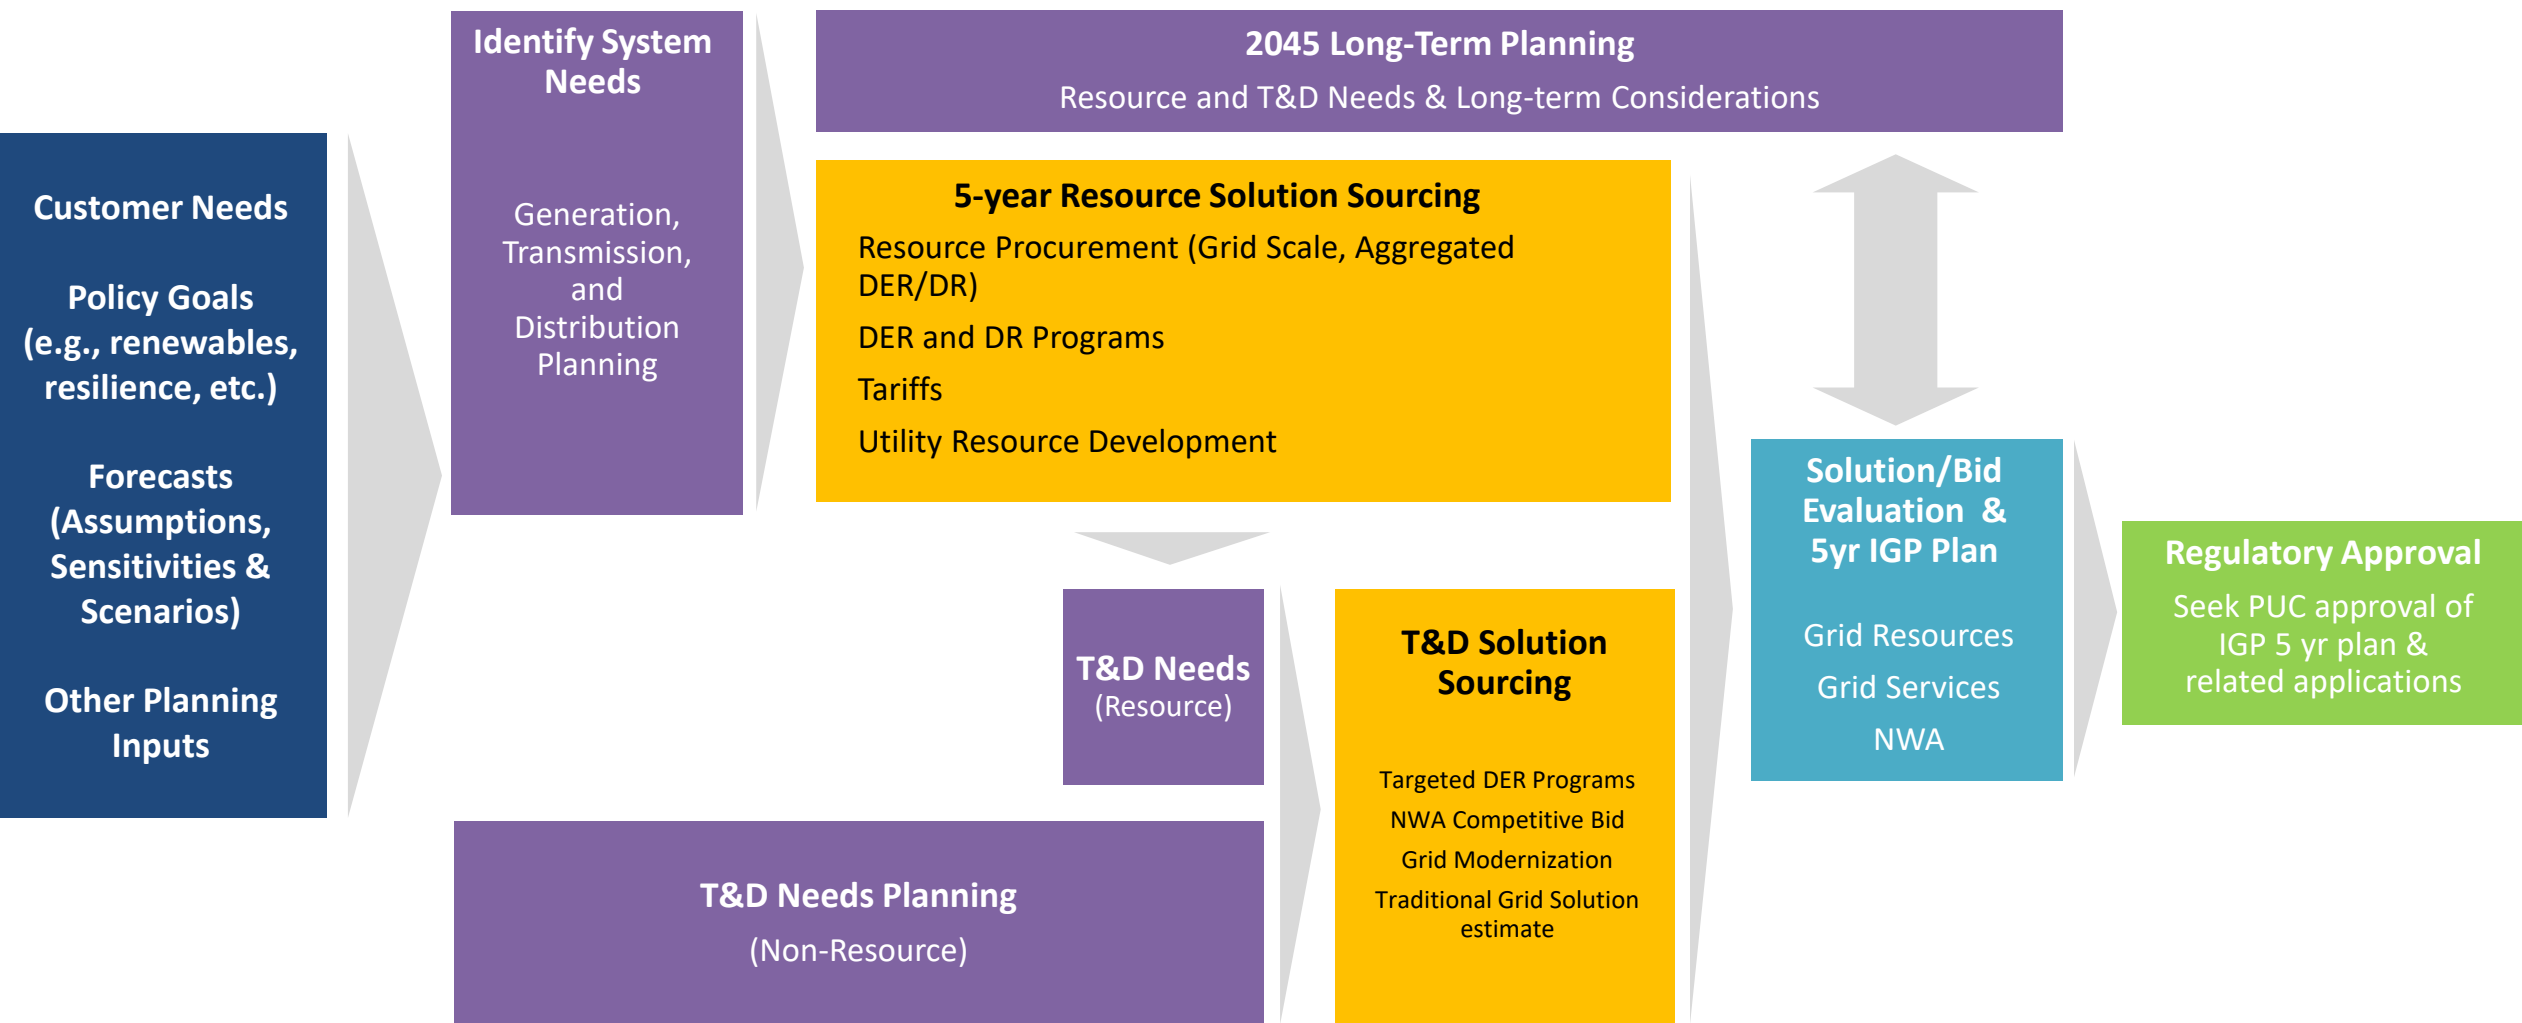 Customer Needs
Policy Goals
(e.g., renewables,
resilience, etc.)
Forecasts
(Assumptions,
Sensitivities &
Scenarios)
Other Planning
Inputs
Identify System
Needs
Generation,
Transmission,
and
Distribution
Planning
2045 Long-Term Planning
Resource and T&D Needs & Long-term Considerations
5-year Resource Solution Sourcing
Resource Procurement (Grid Scale, Aggregated
DER/DR)
DER and DR Programs
Tariffs
Utility Resource Development
T&D Needs
(Resource)
T&D Needs Planning
(Non-Resource)
T&D Solution
Sourcing
Targeted DER Programs
NWA Competitive Bid
Grid Modernization
Traditional Grid Solution
estimate
Solution/Bid
Evaluation &
5yr IGP Plan
Grid Resources
Grid Services
NWA
Regulatory Approval
Seek PUC approval of
IGP 5 yr plan &
related applications